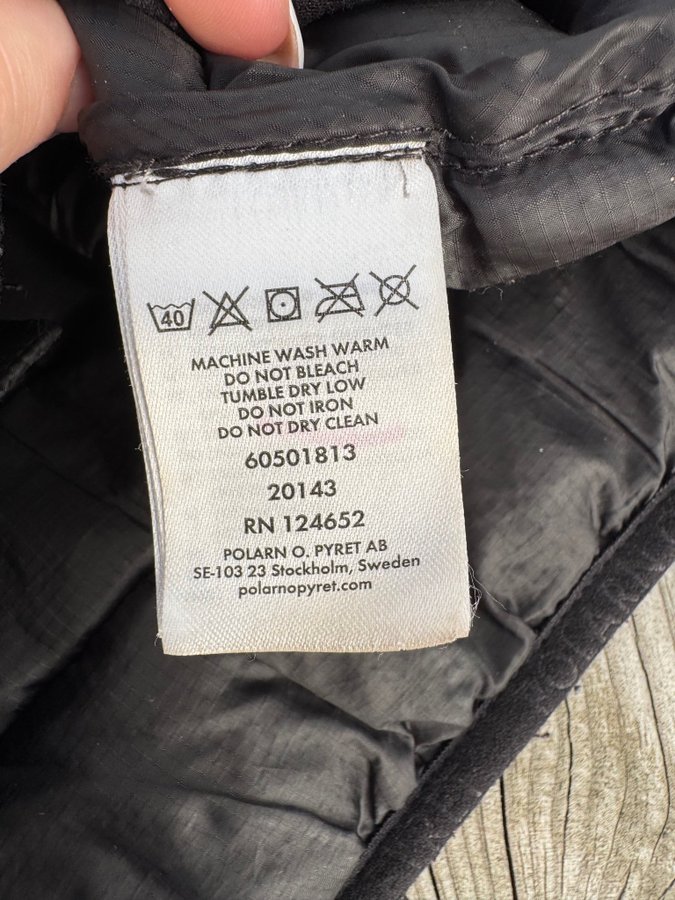 40
MACHINE WASH WARM
DO NOT BLEACH
TUMBLE DRY LOW
DO NOT IRON
DO NOT DRY CLEAN
60501813
20143
RN 124652
POLARN O. PYRET AB
SE-103 23 Stockholm, Sweden
polarnopyret.com